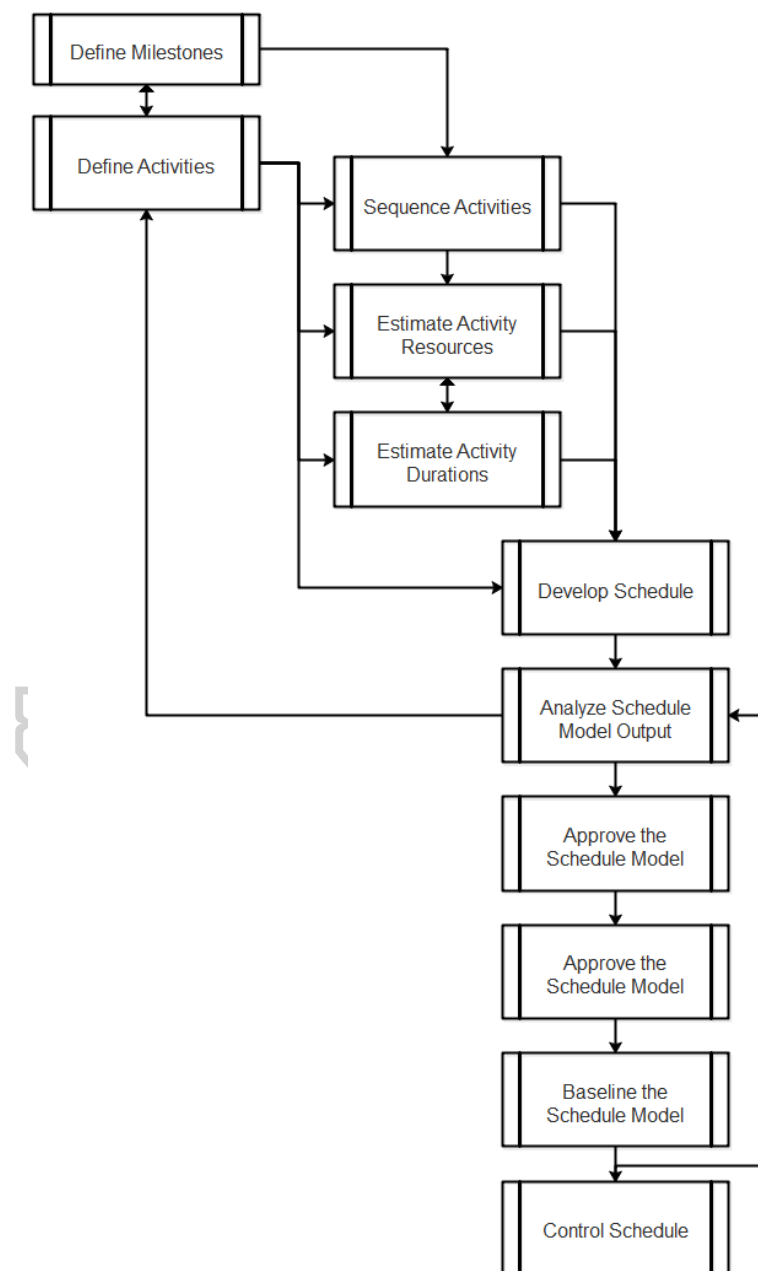 Define Milestones
Define Activities
Sequence Activities
Estimate Activity
Resources
Estimate Activity
Durations
Develop Schedule
Analyze Schedule
Model Output
Approve the
Schedule Model
Approve the
Schedule Model
Baseline the
Schedule Model
Control Schedule